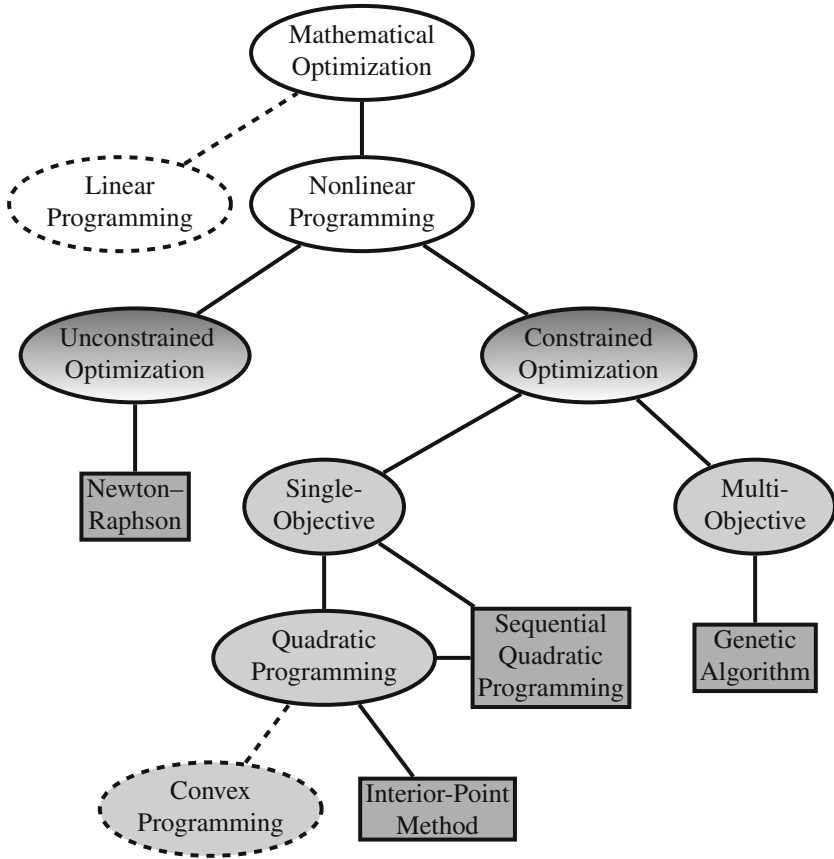 Mathematical
Optimization
Linear
Programming
Nonlinear
Programming
Unconstrained
Optimization
Constrained
Optimization
Newton–
Raphson
Single-
Objective
Multi-
Objective
Quadratic
Programming
Sequential
Quadratic
Programming
Genetic
Algorithm
Convex
Programming
Interior-Point
Method